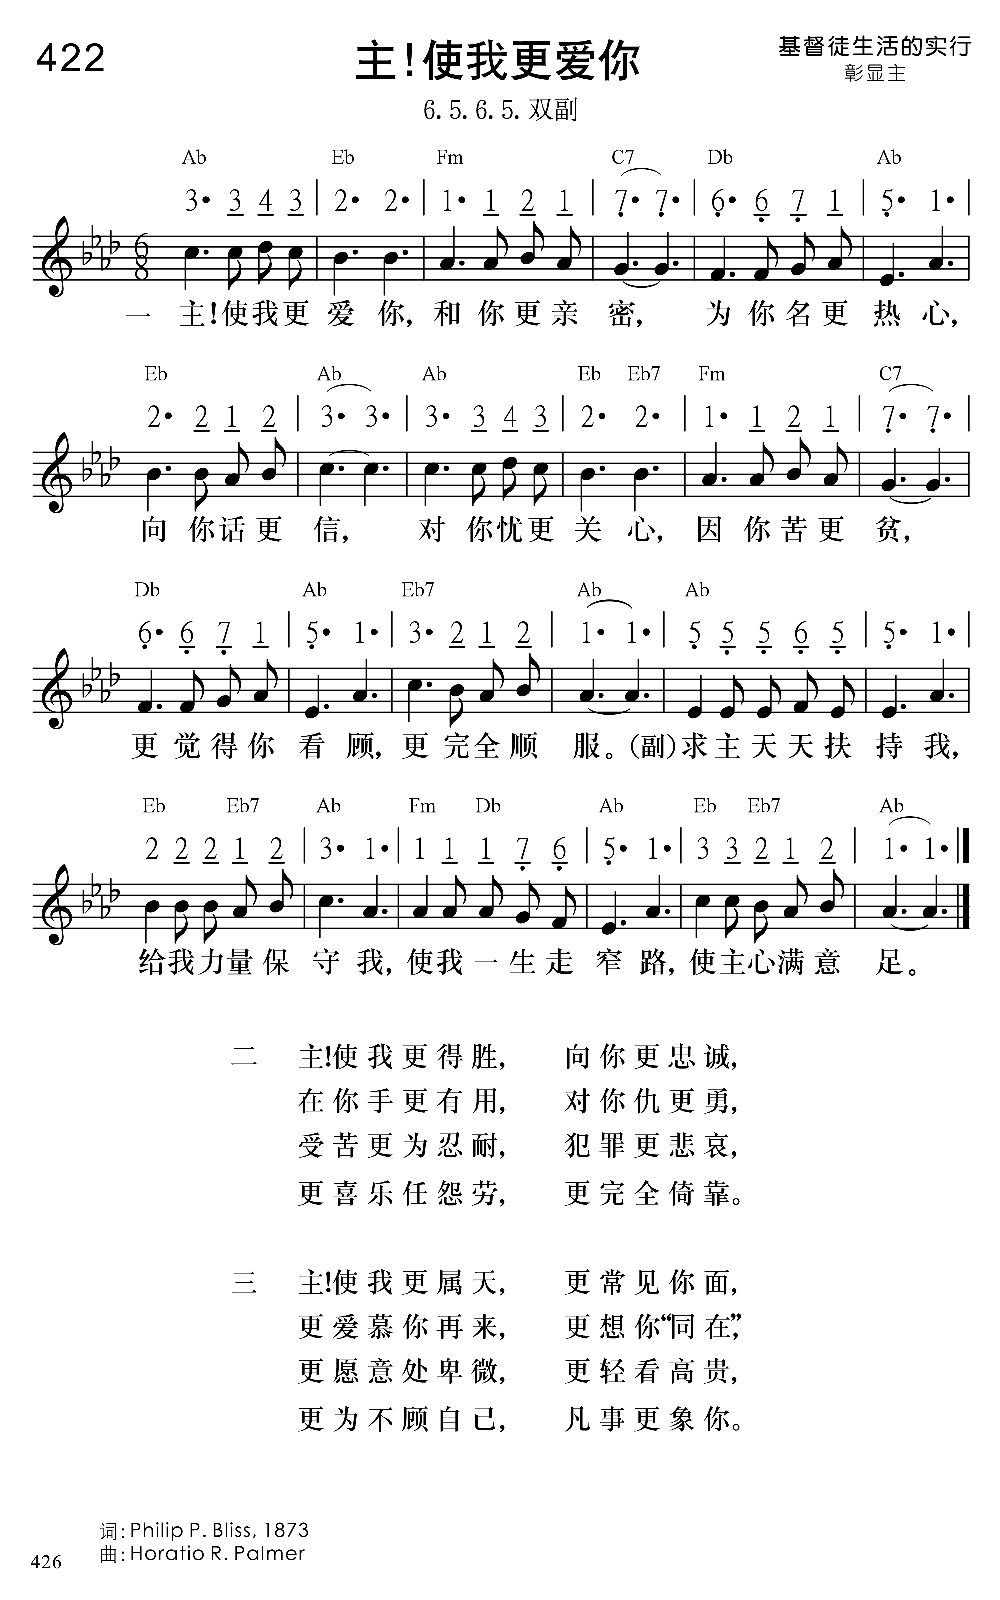 422
主!使我更爱你
基督徒生活的实行
彰显主
6.5.6.5.双副
Ab Eb Fm C7 Db Ab
3· 3 4 3 | 2· 2· | 1· 1 2 1 | 7· 7· | 6· 6 7 1 | 5· 1· |
6 8
一 主!使我更 爱 你, 和你更亲 密, 为你名更 热 心,
Eb Ab Ab Eb Eb7 Fm C7
2· 2 1 2 | 3· 3· | 3· 3 4 3 | 2· 2· | 1· 1 2 1 | 7· 7· |
向 你话更 信, 对 你忧更 关 心, 因 你苦更 贫,
Db Ab Eb7 Ab Ab
6· 6 7 1 | 5· 1· | 3· 2 1 2 | 1· 1· | 5 5 5 6 5 | 5· 1· |
更 觉得你 看 顾, 更 完全顺 服。(副)求主天天扶 持我,
Eb Eb7 Ab Fm Db Ab Eb Eb7 Ab
2 2 2 1 2 | 3· 1· | 1 1 1 7 6 | 5· 1· | 3 3 2 1 2 | 1· 1· |
给我力量保 守 我, 使我一生走 窄 路, 使主心满意 足。
二 主!使我更得胜, 向你更忠诚,
在你手更有用, 对你仇更勇,
受苦更为忍耐, 犯罪更悲哀,
更喜乐任怨劳, 更完全倚靠。
三 主!使我更属天, 更常见你面,
更爱慕你再来, 更想你“同在”,
更愿意处卑微, 更轻看高贵,
更为不顾自己, 凡事更象你。
词: Philip P. Bliss, 1873
曲: Horatio R. Palmer
426